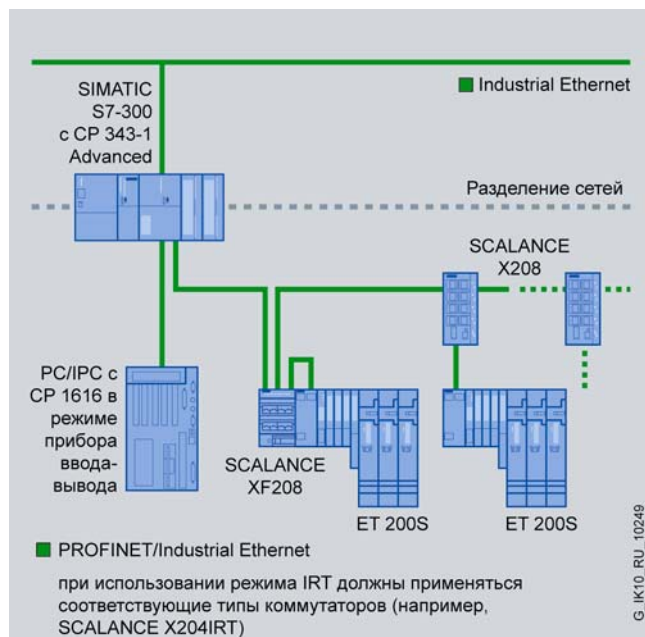 SIMATIC
S7-300
с CP 343-1
Advanced
Industrial Ethernet
Разделение сетей
SCALANCE
X208
PC/IPC с
CP 1616 в
режиме
прибора
ввода-
вывода
SCALANCE
XF208
ET 200S
ET 200S
PROFINET/Industrial Ethernet
при использовании режима IRT должны применяться
соответствующие типы коммутаторов (например,
SCALANCE X204IRT)
G_IK10_RU_10249